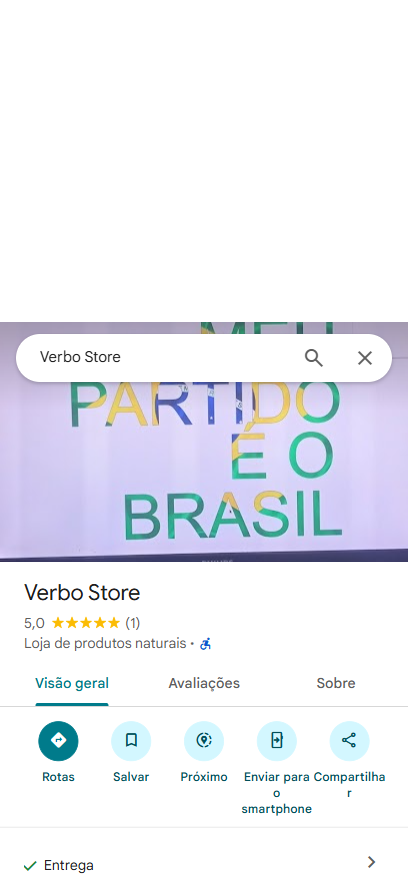 MEU
Verbo Store
PARTIDO
É O
BRASIL
Verbo Store
5,0 ★★★★★ (1)
Loja de produtos naturais ·
Visão geral
Avaliações
Sobre
Rotas
Salvar
Próximo
Enviar para
o
smartphone
Compartilha
r
Entrega